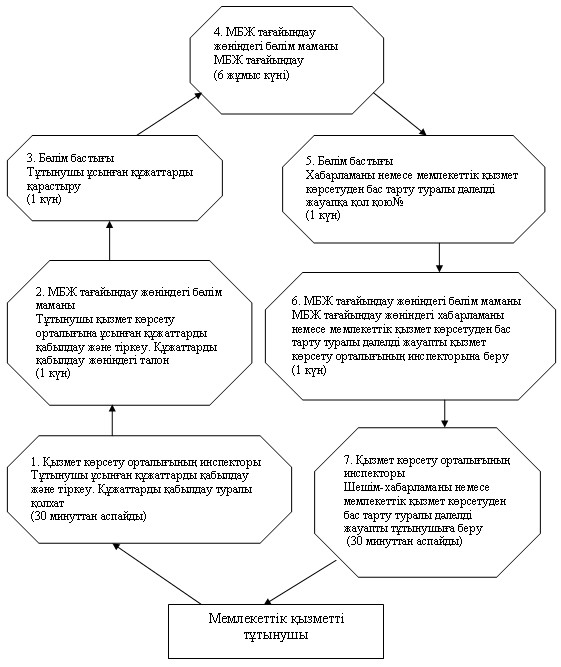 4. МБЖ тағайындау
жөніндегі бөлім маманы
МБЖ тағайындау
(6 жұмыс күні)
3. Бөлім бастығы
Тұтынушы ұсынған құжаттарды
қарастыру
(1 күн)
5. Бөлім бастығы
Хабарламаны немесе мемлекеттік қызмет
көрсетуден бас тарту туралы дәлелді
жауапқа қол қою№
(1 күн)
2. МБЖ тағайындау жөніндегі бөлім
маманы
Тұтынушы қызмет көрсету
орталығына ұсынған құжаттарды
қабылдау және тіркеу. Құжаттарды
қабылдау жөніндегі талон
(1 күн)
6. МБЖ тағайындау жөніндегі бөлім маманы
МБЖ тағайындау жөніндегі хабарламаны
немесе мемлекеттік қызмет көрсетуден бас
тарту туралы дәлелді жауапты қызмет
көрсету орталығының инспекторына беру
(1 күн)
1. Қызмет көрсету орталығының инспекторы
Тұтынушы ұсынған құжаттарды қабылдау
және тіркеу. Құжаттарды қабылдау туралы
қолхат
(30 минуттан аспайды)
7. Қызмет көрсету орталығының
инспекторы
Шешім-хабарламаны немесе
мемлекеттік қызмет көрсетуден
бас тарту туралы дәлелді
жауапты тұтынушыға беру
(30 минуттан аспайды)
Мемлекеттік қызметті
тұтынушы